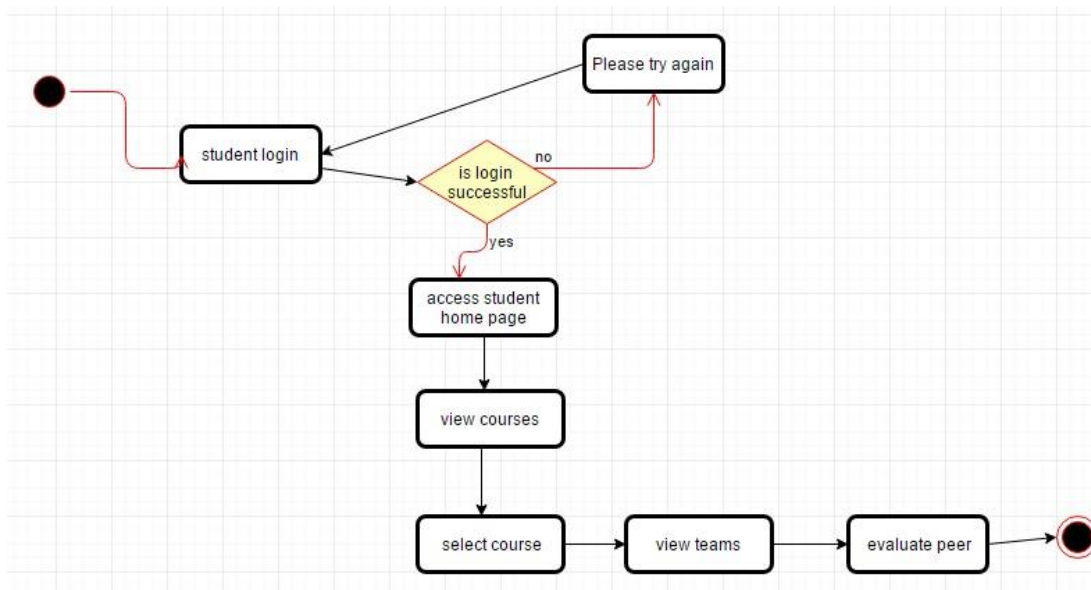 Please try again
student login
no
is login
successful
yes
access student
home page
view courses
select course
view teams
evaluate peer